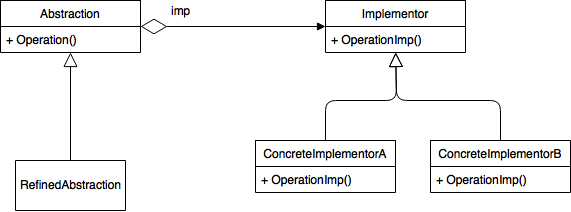 Abstraction
+ Operation()
imp
Implementor
+ OperationImp()
RefinedAbstraction
ConcreteImplementorA
+ OperationImp()
ConcreteImplementorB
+ OperationImp()